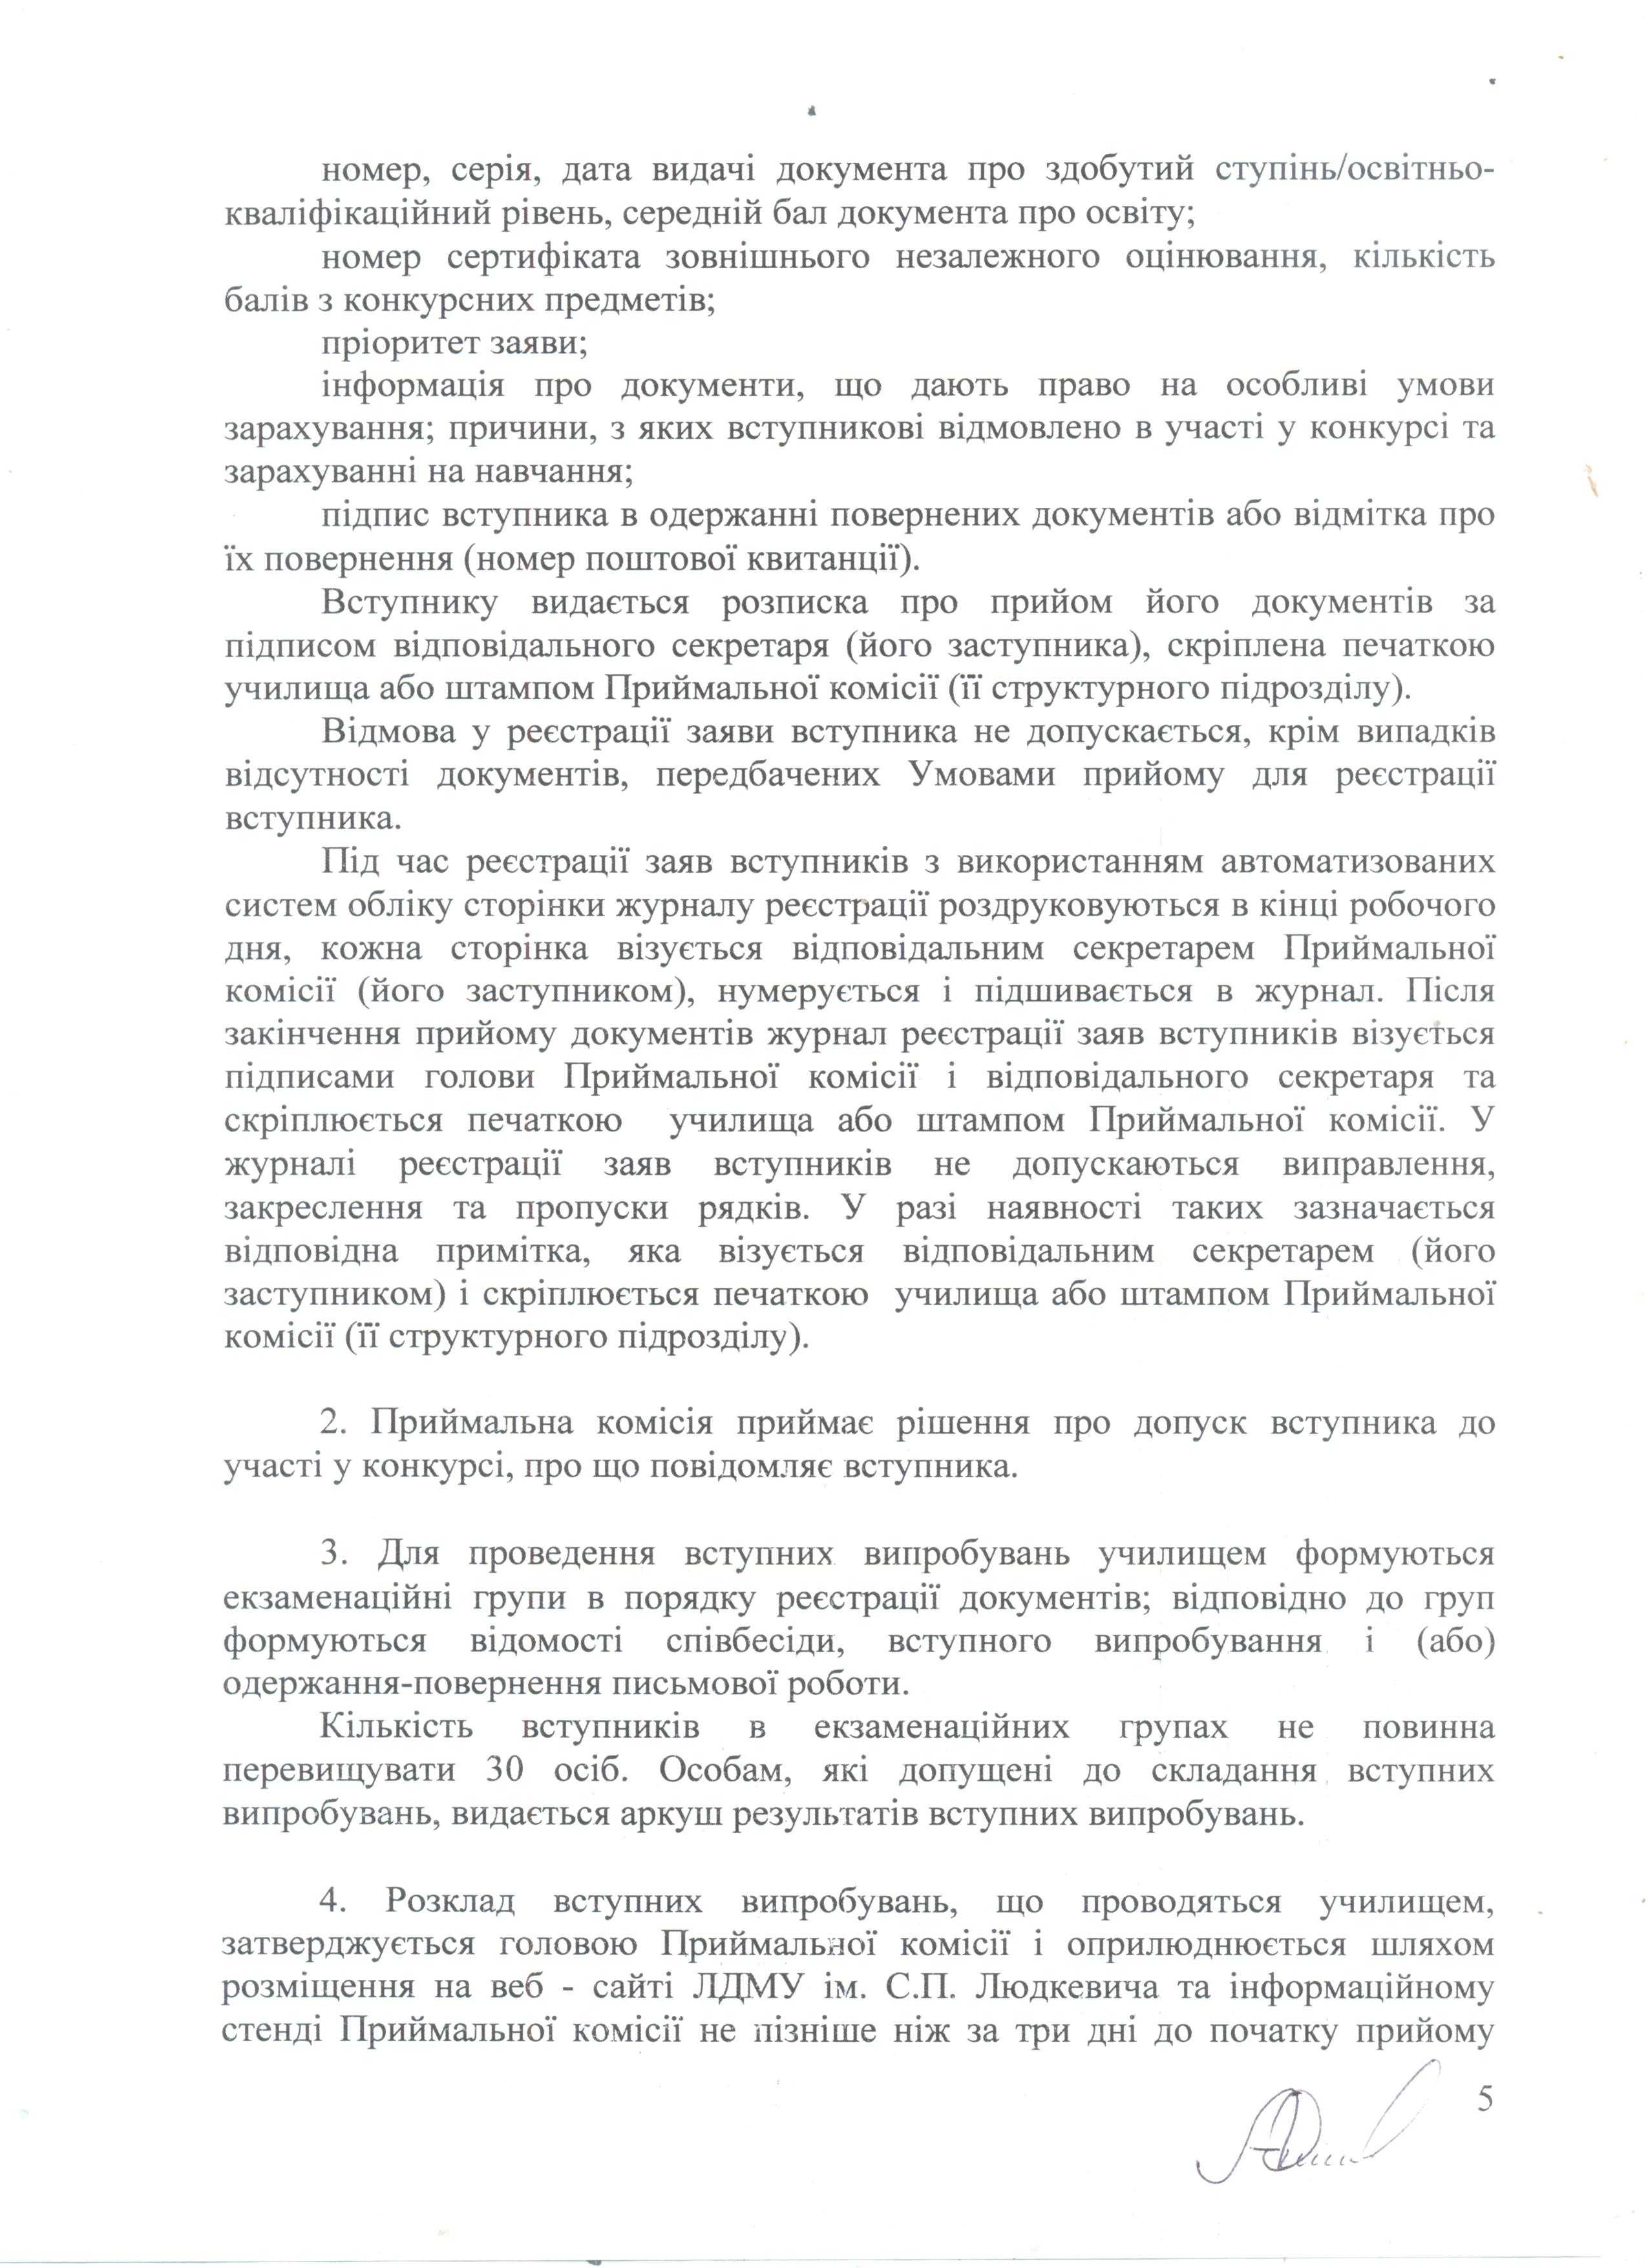 номер, серія, дата видачі документа про здобутий ступінь/освітньо-
кваліфікаційний рівень, середній бал документа про освіту;
номер сертифіката зовнішнього незалежного оцінювання, кількість
балів з конкурсних предметів;
пріоритет заяви;
інформація про документи, що дають право на особливі умови
зарахування; причини, з яких вступникові відмовлено в участі у конкурсі та
зарахуванні на навчання;
підпис вступника в одержанні повернених документів або відмітка про
їх повернення (номер поштової квитанції).
Вступнику видається розписка про прийом його документів за
підписом відповідального секретаря (його заступника), скріплена печаткою
училища або штампом Приймальної комісії (її структурного підрозділу).
Відмова у реєстрації заяви вступника не допускається, крім випадків
відсутності документів, передбачених Умовами прийому для реєстрації
вступника.
Під час реєстрації заяв вступників з використанням автоматизованих
систем обліку сторінки журналу реєстрації роздруковуються в кінці робочого
дня, кожна сторінка візується відповідальним секретарем Приймальної
комісії (його заступником), нумерується і підшивається в журнал. Після
закінчення прийому документів журнал реєстрації заяв вступників візується
підписами голови Приймальної комісії і відповідального секретаря та
скріплюється печаткою училища або штампом Приймальної комісії. У
журналі реєстрації заяв вступників не допускаються виправлення,
закреслення та пропуски рядків. У разі наявності таких зазначається
відповідна примітка, яка візується відповідальним секретарем (його
заступником) і скріплюється печаткою училища або штампом Приймальної
комісії (її структурного підрозділу).
2. Приймальна комісія приймає рішення про допуск вступника до
участі у конкурсі, про що повідомляє вступника.
3. Для проведення вступних випробувань училищем формуються
екзаменаційні групи в порядку реєстрації документів; відповідно до груп
формуються відомості співбесіди, вступного випробування і (або)
одержання-повернення письмової роботи.
Кількість вступників в екзаменаційних групах не повинна
перевищувати 30 осіб. Особам, які допущені до складання вступних
випробувань, видається аркуш результатів вступних випробувань.
4. Розклад вступних випробувань, що проводяться училищем,
затверджується головою Приймальної комісії і оприлюднюється шляхом
розміщення на веб - сайті ЛДМУ ім. С.П. Людкевича та інформаційному
стенді Приймальної комісії не пізніше ніж за три дні до початку прийому
5